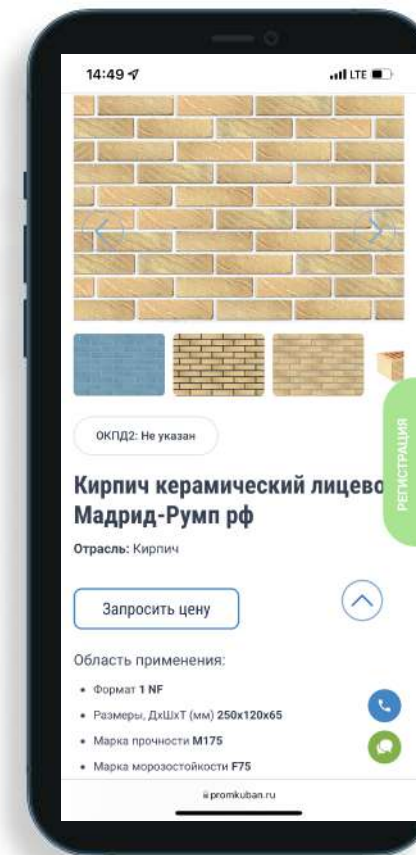 14:49
LTE
ОКПД2: Не указан
РЕГИСТРАЦИЯ
Кирпич керамический лицево
Мадрид-Румп рф
Отрасль: Кирпич
Запросить цену
Область применения:
• Формат 1 NF
• Размеры, ДхШхТ (мм) 250х120х65
• Марка прочности М175
• Марка морозостойкости F75
promkuban.ru